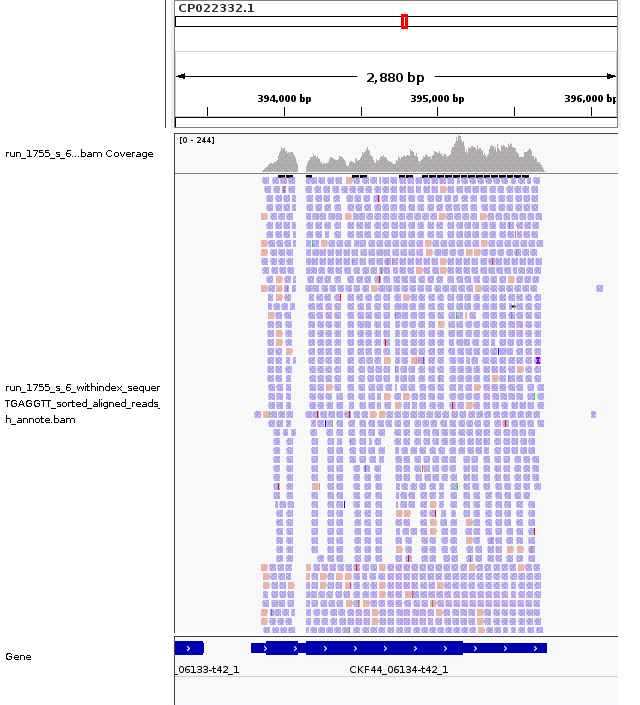 CP022332.1
2,880 bp
394,000 bp
395,000 bp
396,000 bp
[0 - 244]
run_1755_s_6...bam Coverage
run_1755_s_6_withindex_sequer
TGAGGTT_sorted_aligned_reads_
h_annote.bam
Gene
_06133-t42_1
CKF44_06134-t42_1